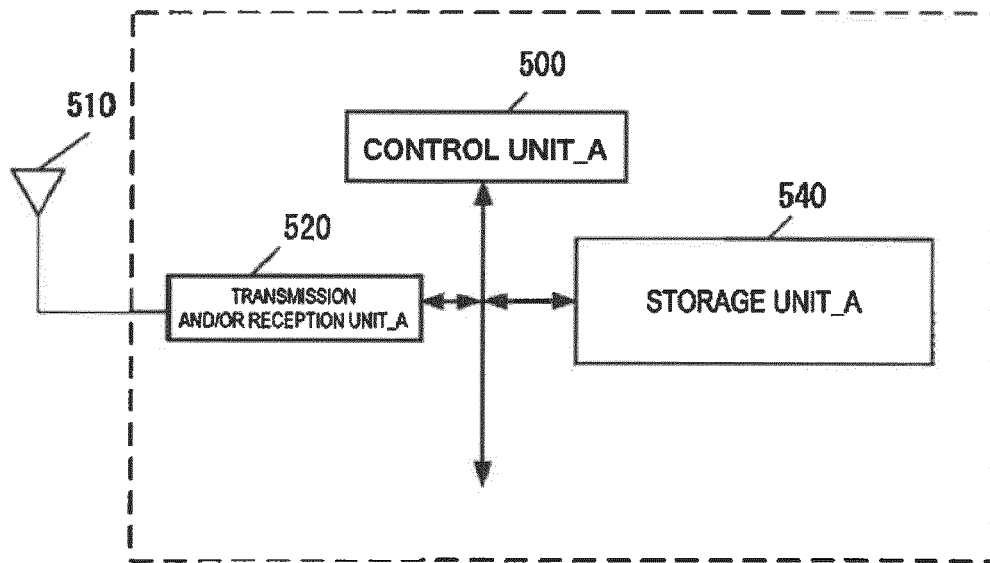 500
510
CONTROL UNIT_A
540
520
TRANSMISSION
AND/OR RECEPTION UNIT_A
STORAGE UNIT_A